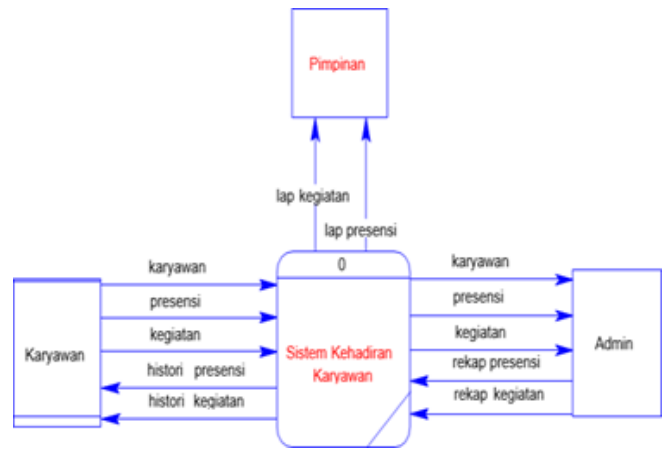 Pimpinan
lap kegiatan
lap presensi
0
Sistem Kehadiran
Karyawan
Karyawan
karyawan
presensi
kegiatan
histori presensi
histori kegiatan
karyawan
presensi
kegiatan
rekap presensi
rekap kegiatan
Admin